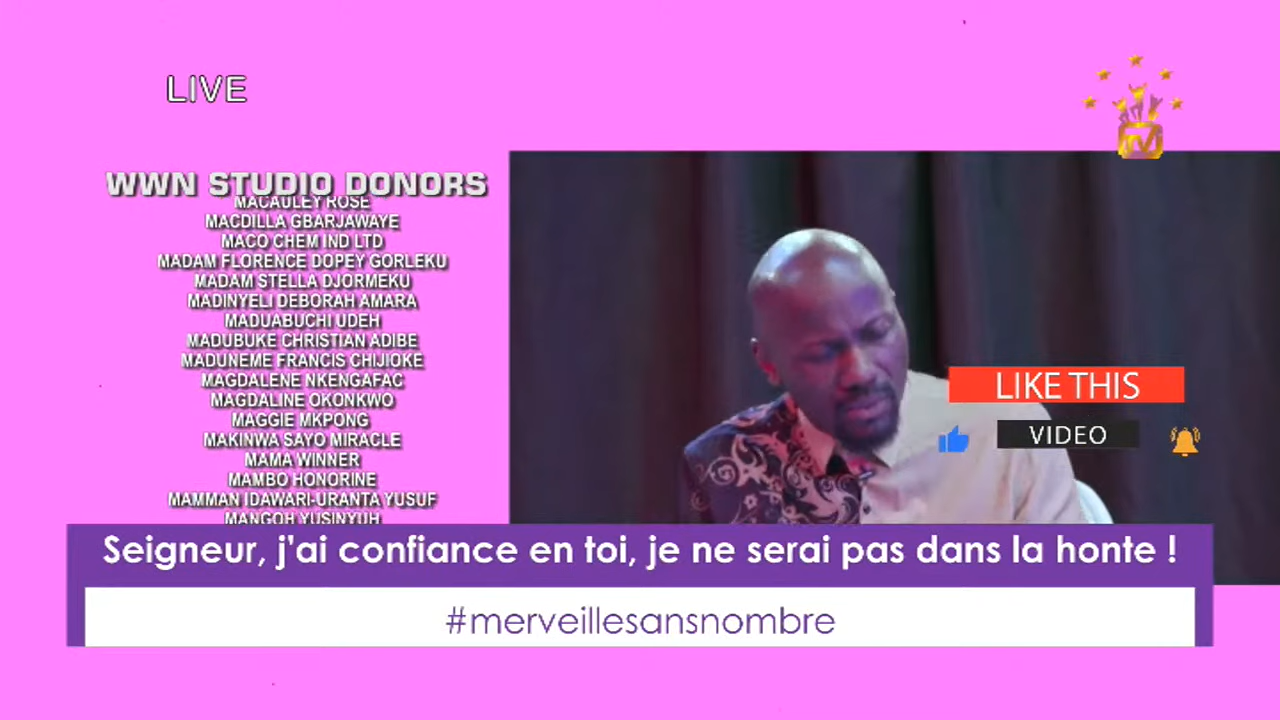 LIVE
TV
WWN STUDIO DONORS
MACAULEY ROSE
MACDILLA GBARJAWAYE
MACO CHEM IND LTD
MADAM FLORENCE DOPEY GORLEKU
MADAM STELLA DJORMEKU
MADINYELI DEBORAH AMARA
MADUABUCHI UDEH
MADUBUKE CHRISTIAN ADIBE
MADUNEME FRANCIS CHIJIOKE
MAGDALENE NKENGAFAC
MAGDALINE OKONKWO
MAGGIE MKPONG
MAKINWA SAYO MIRACLE
MAMA WINNER
MAMBO HONORINE
MAMMAN IDAWARI-URANTA YUSUF
MANGOH YUSINYUH
LIKE THIS
VIDEO
Seigneur, j'ai confiance en toi, je ne serai pas dans la honte !
#merveillesansnombre